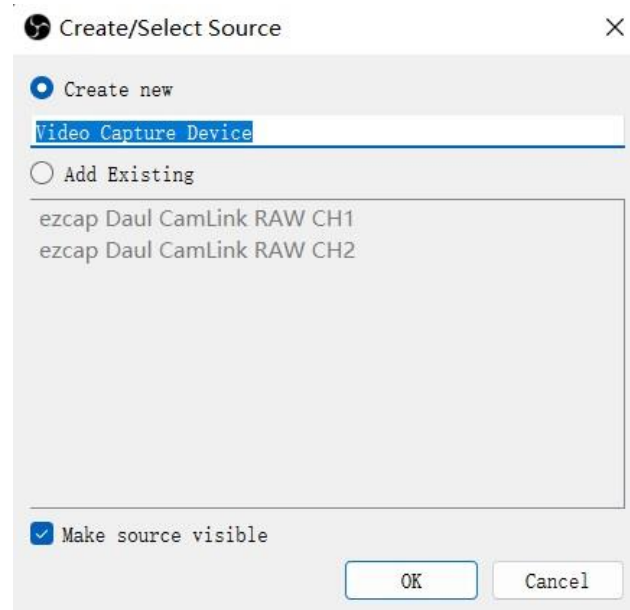 Create/Select Source
Create new
Video Capture Device
Add Existing
ezcap Daul CamLink RAW CH1
ezcap Daul CamLink RAW CH2
Make source visible
OK
Cancel